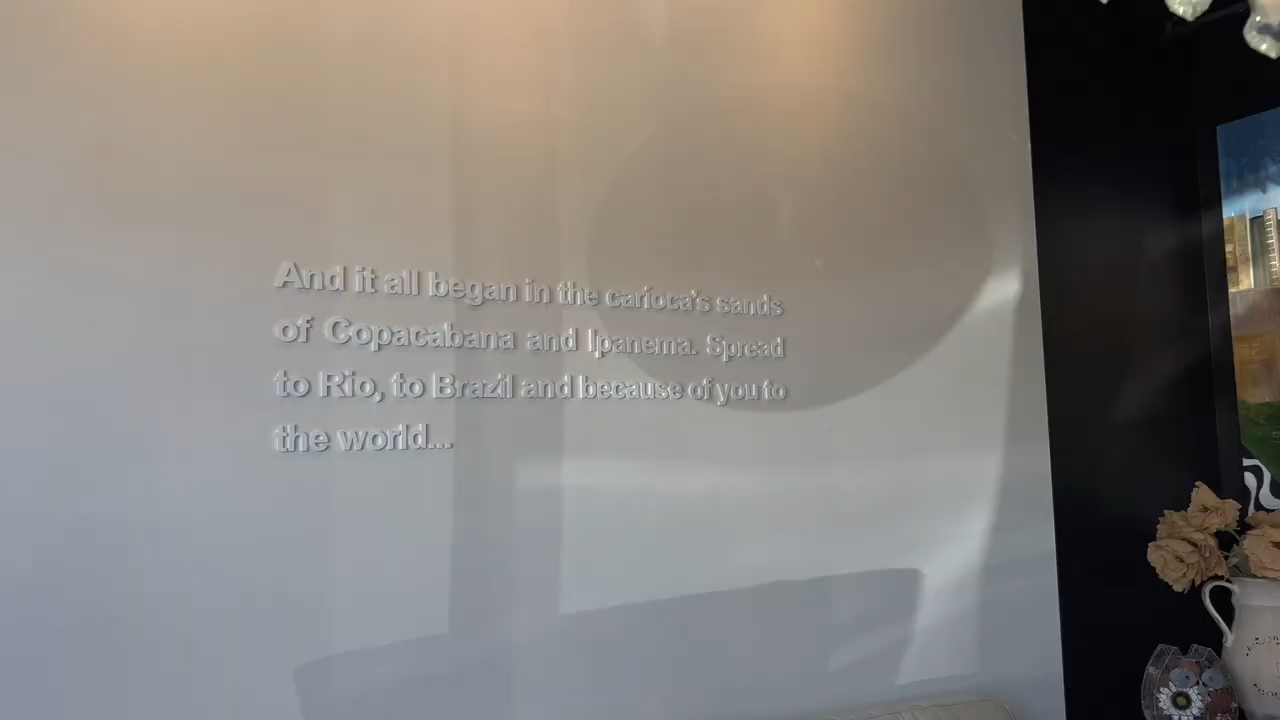 And it all began in the carioca's sands
of Copacabana and Ipanema. Spread
to Rio, to Brazil and because of you to
the world...